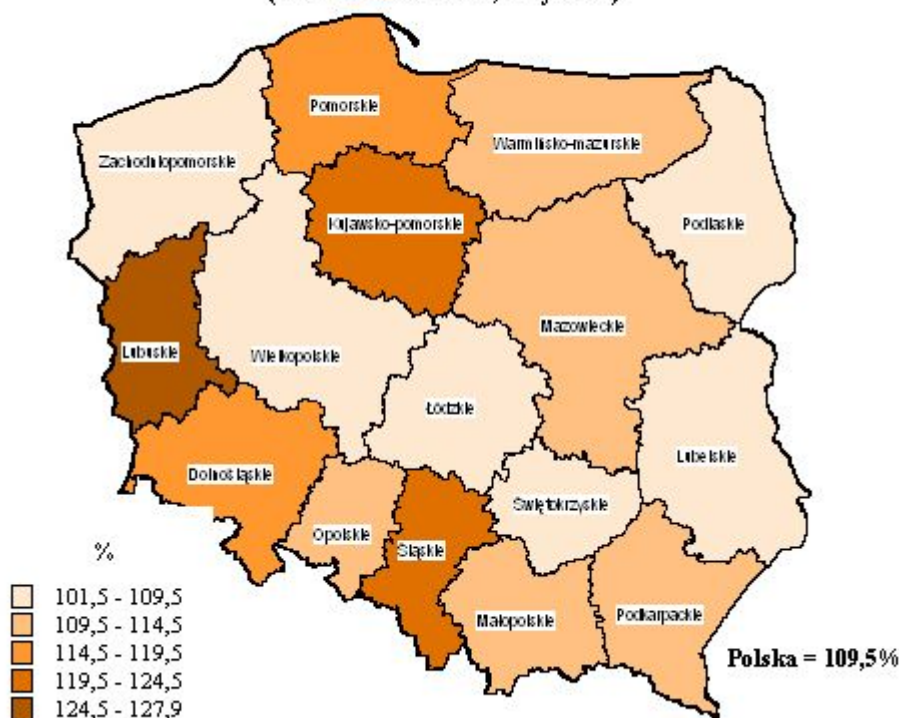 Pomorskie
Warmińsko-mazurskie
Zachodniopomorskie
Kujawsko-pomorskie
Podlaskie
Mazowieckie
Lubuskie
Wielkopolskie
Łódzkie
Lubelskie
Dolnośląskie
Świętokrzyskie
Opolskie
Śląskie
Małopolskie
Podkarpackie
%
101,5 - 109,5
109,5 - 114,5
114,5 - 119,5
119,5 - 124,5
124,5 - 127,9
Polska = 109,5%